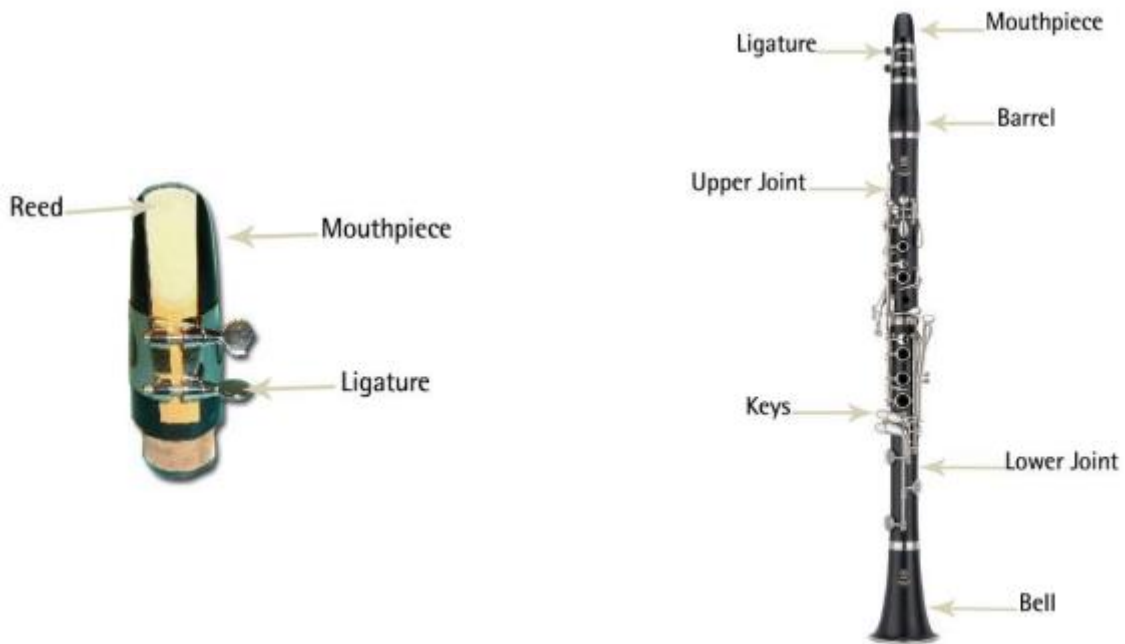 Reed
Mouthpiece
Ligature
Mouthpiece
Ligature
Barrel
Upper Joint
Keys
Lower Joint
Bell